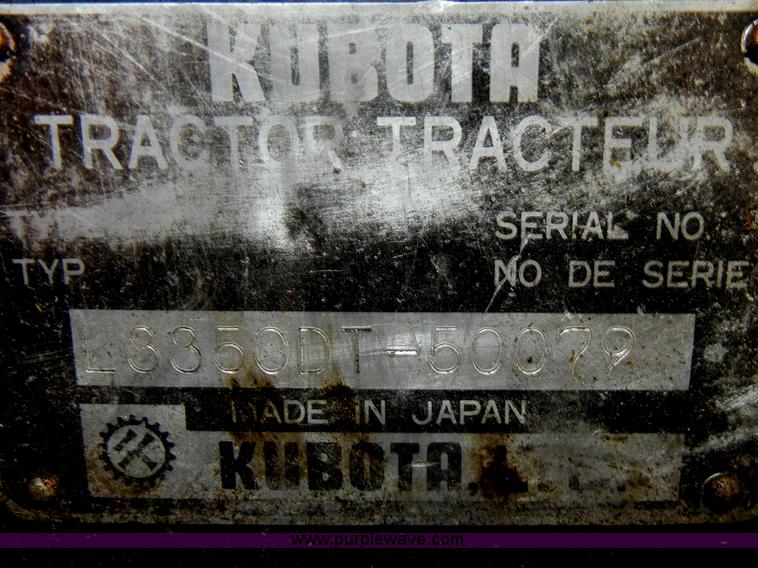 KUBOTA
TRACTOR TRACTEUR
SERIAL NO
TYP NO DE SERIE
L3350DT-50079
MADE IN JAPAN
KUBOTA,
www.purplewave.com